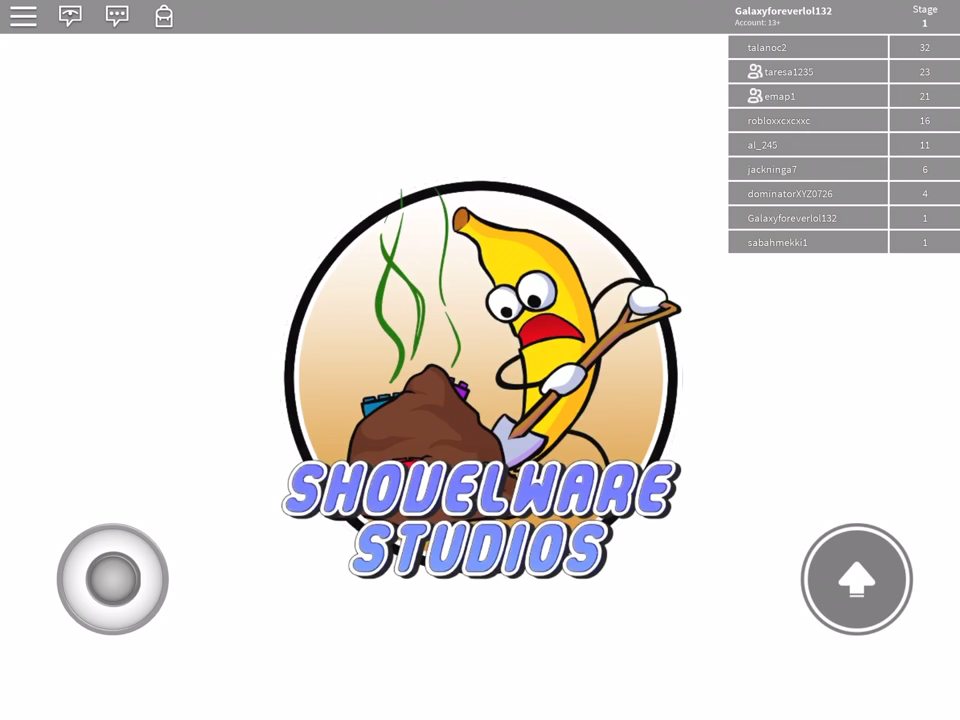 Galaxyforeverlol132
Account: 13+
Stage
1
talanoc2 32
taresa1235 23
emap1 21
robloxxcxcxxc 16
al_245 11
jackninga7 6
dominatorXYZ0726 4
Galaxyforeverlol132 1
sabahmekki1 1
SHOVELWARE
STUDIOS